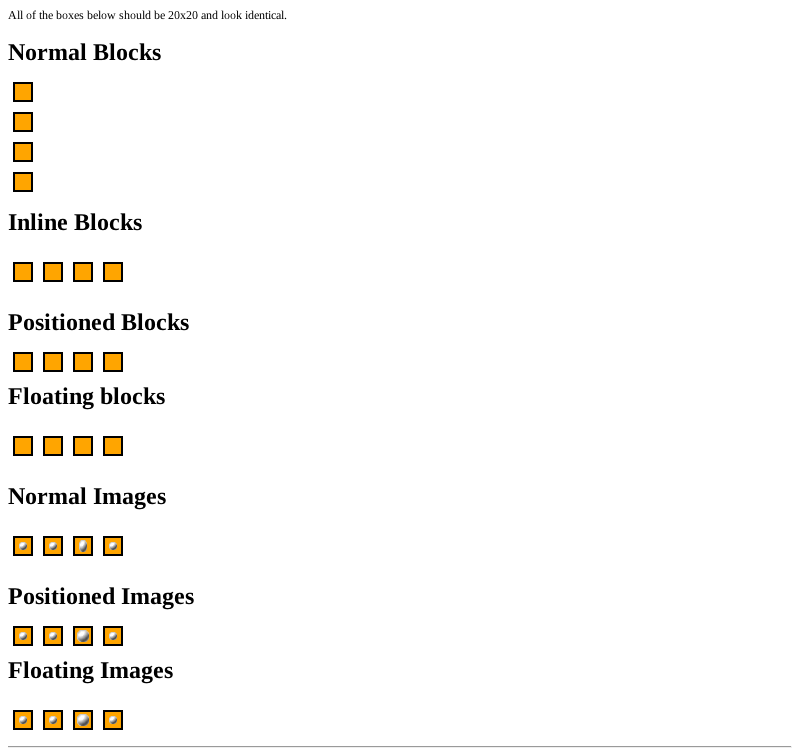 All of the boxes below should be 20x20 and look identical.
Normal Blocks
Inline Blocks
Positioned Blocks
Floating blocks
Normal Images
Positioned Images
Floating Images